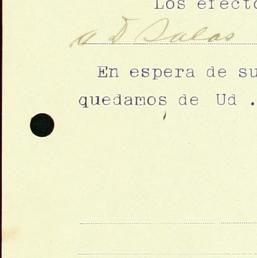 Los efecto
a D Salas
En espera de su
quedamos de Ud .